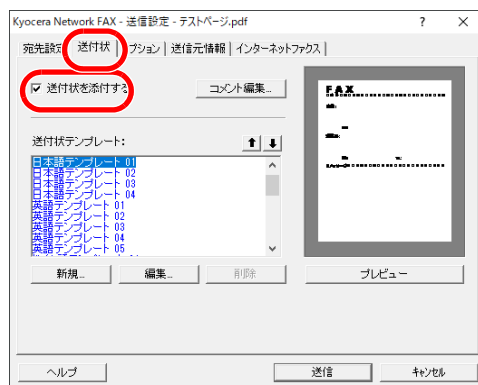 Kyocera Network FAX - 送信設定 - テストページ.pdf
宛先設定 送付状 プション 送信元情報 インターネットファクス
送付状を添付する コメント編集...
FAX
送付状テンプレート:
日本語テンプレート 01
日本語テンプレート 02
日本語テンプレート 03
日本語テンプレート 04
英語テンプレート 01
英語テンプレート 02
英語テンプレート 03
英語テンプレート 04
英語テンプレート 05
新規... 編集... 削除 プレビュー
ヘルプ 送信 キャンセル